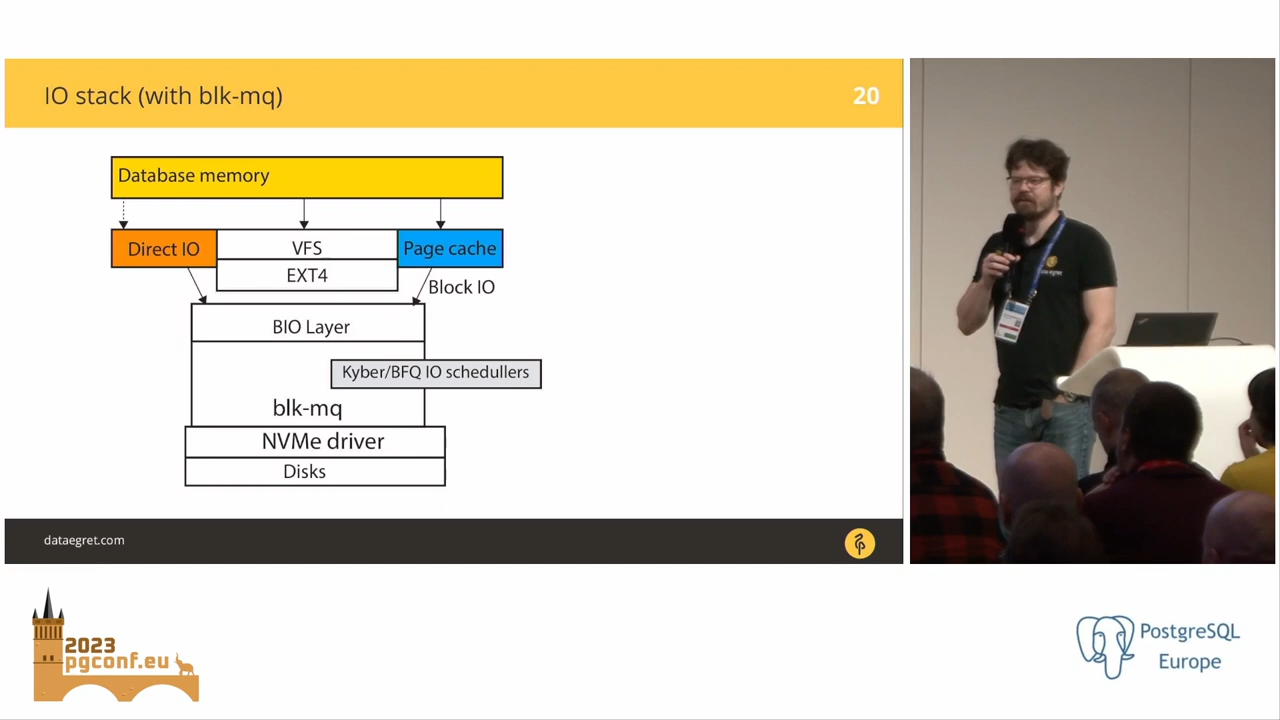 IO stack (with blk-mq)
20
Database memory
Direct IO
VFS
Page cache
EXT4
Block IO
BIO Layer
Kyber/BFQ IO schedullers
blk-mq
NVMe driver
Disks
dataegret.com
2023
pgconf.eu
PostgreSQL
Europe